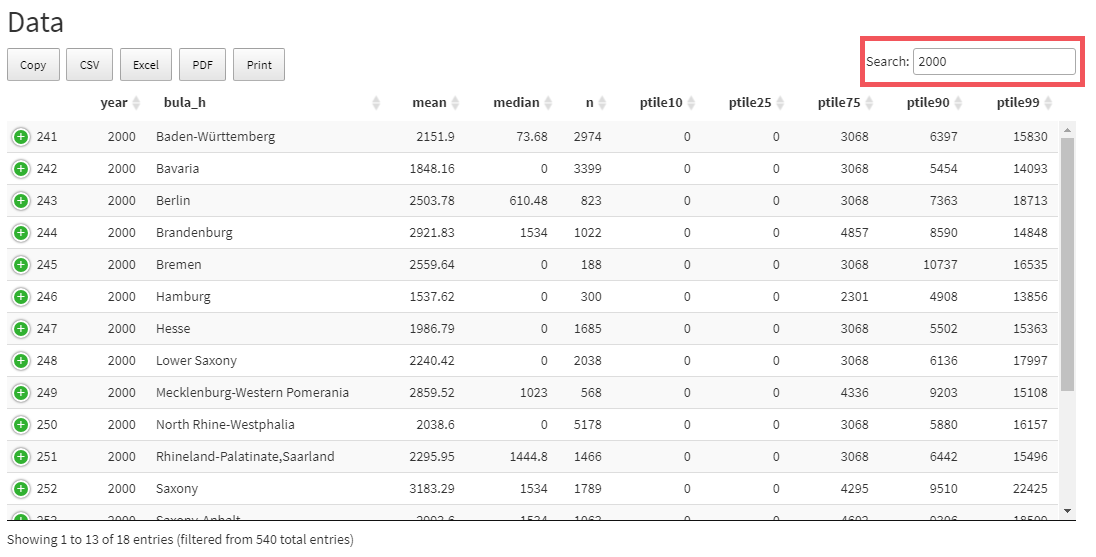 Data
Copy CSV Excel PDF Print Search: 2000
year bula_h mean median n ptile10 ptile25 ptile75 ptile90 ptile99
241 2000 Baden-Württemberg 2151.9 73.68 2974 0 0 3068 6397 15830
242 2000 Bavaria 1848.16 0 3399 0 0 3068 5454 14093
243 2000 Berlin 2503.78 610.48 823 0 0 3068 7363 18713
244 2000 Brandenburg 2921.83 1534 1022 0 0 4857 8590 14848
245 2000 Bremen 2559.64 0 188 0 0 3068 10737 16535
246 2000 Hamburg 1537.62 0 300 0 0 2301 4908 13856
247 2000 Hesse 1986.79 0 1685 0 0 3068 5502 15363
248 2000 Lower Saxony 2240.42 0 2038 0 0 3068 6136 17997
249 2000 Mecklenburg-Western Pomerania 2859.52 1023 568 0 0 4336 9203 15108
250 2000 North Rhine-Westphalia 2038.6 0 5178 0 0 3068 5880 16157
251 2000 Rhineland-Palatinate,Saarland 2295.95 1444.8 1466 0 0 3068 6442 15496
252 2000 Saxony 3183.29 1534 1789 0 0 4295 9510 22425
2000 Saxony-Anhalt
Showing 1 to 13 of 18 entries (filtered from 540 total entries)